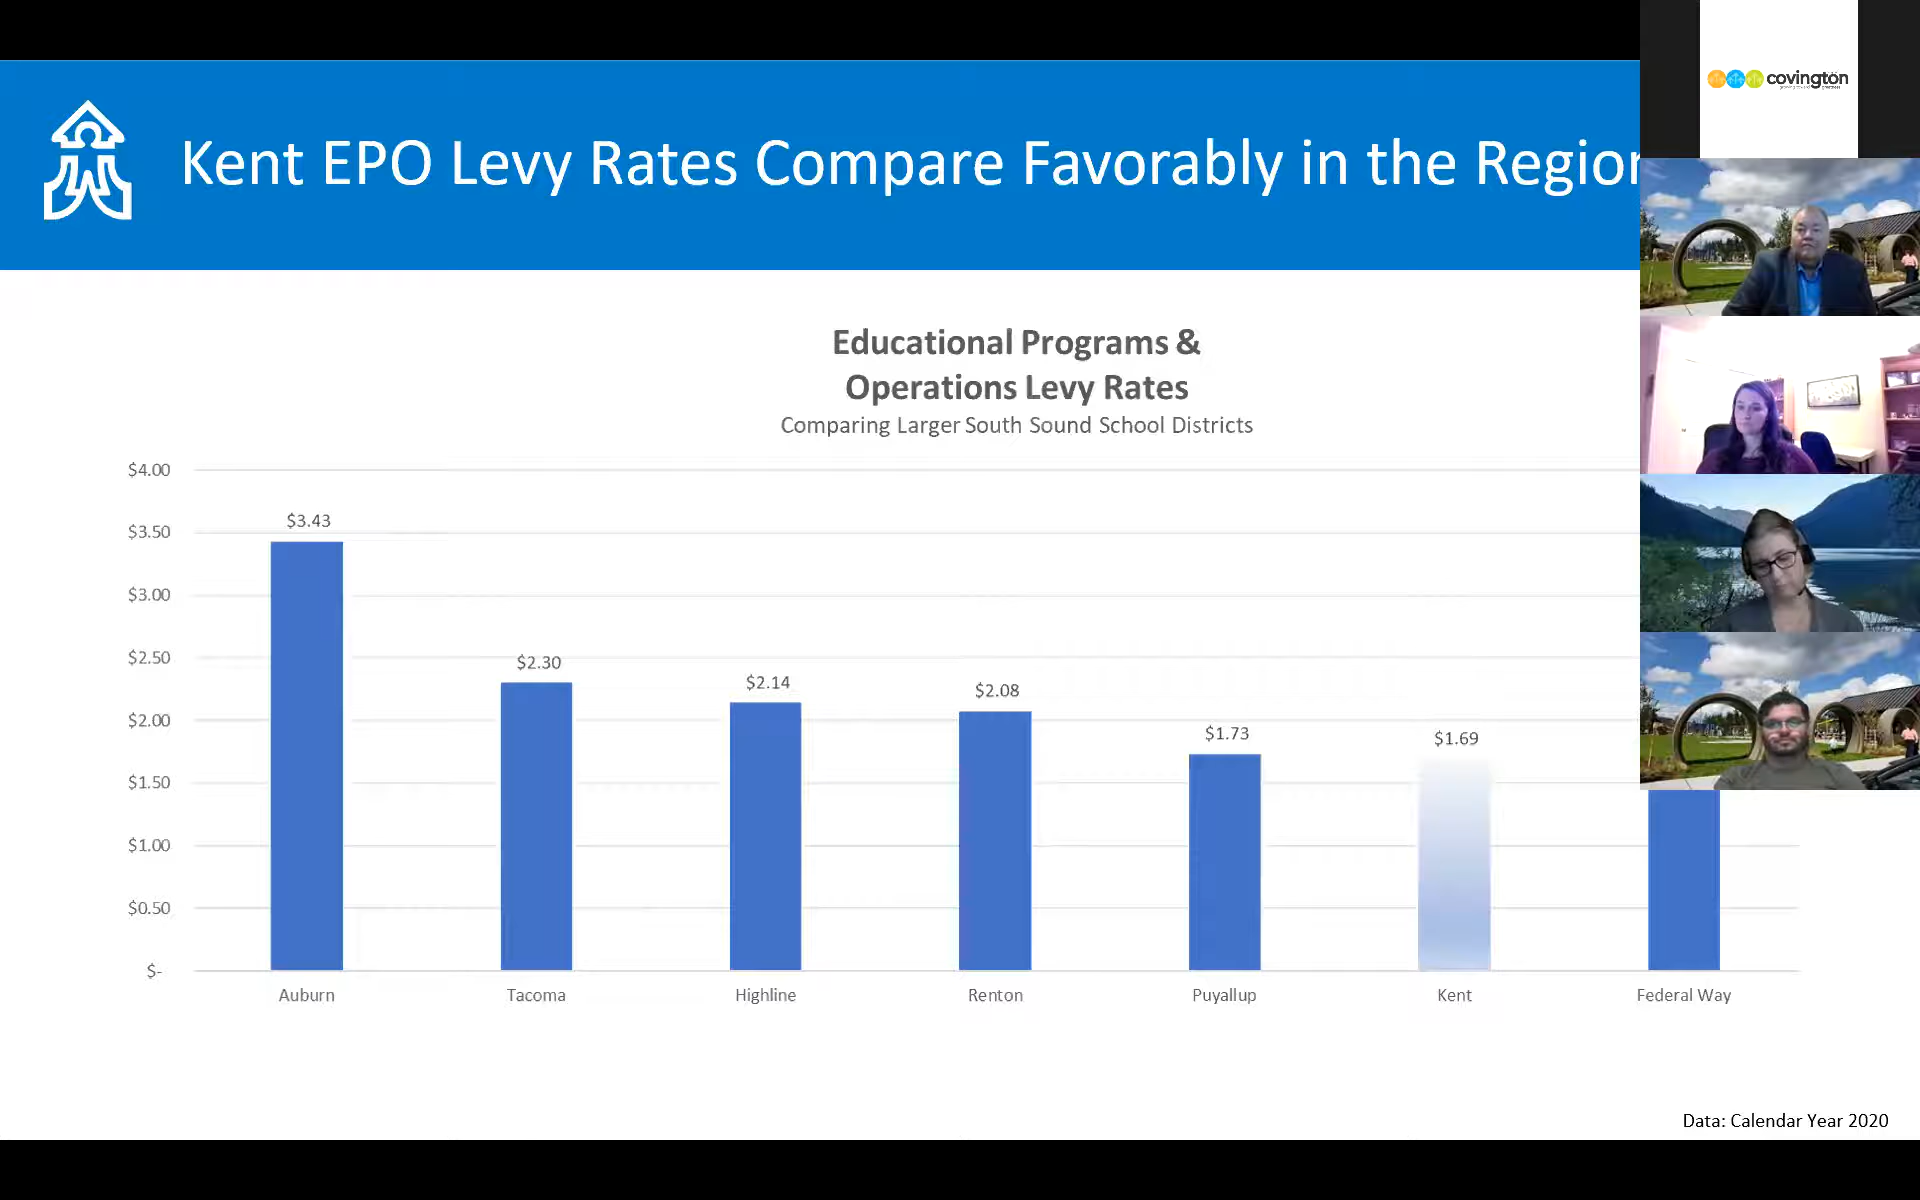 covington
Kent EPO Levy Rates Compare Favorably in the Region
Educational Programs &
Operations Levy Rates
Comparing Larger South Sound School Districts
$4.00
$3.50
$3.00
$2.50
$2.00
$1.50
$1.00
$0.50
$-
$3.43
$2.30
$2.14
$2.08
$1.73
$1.69
Auburn
Tacoma
Highline
Renton
Puyallup
Kent
Federal Way
Data: Calendar Year 2020